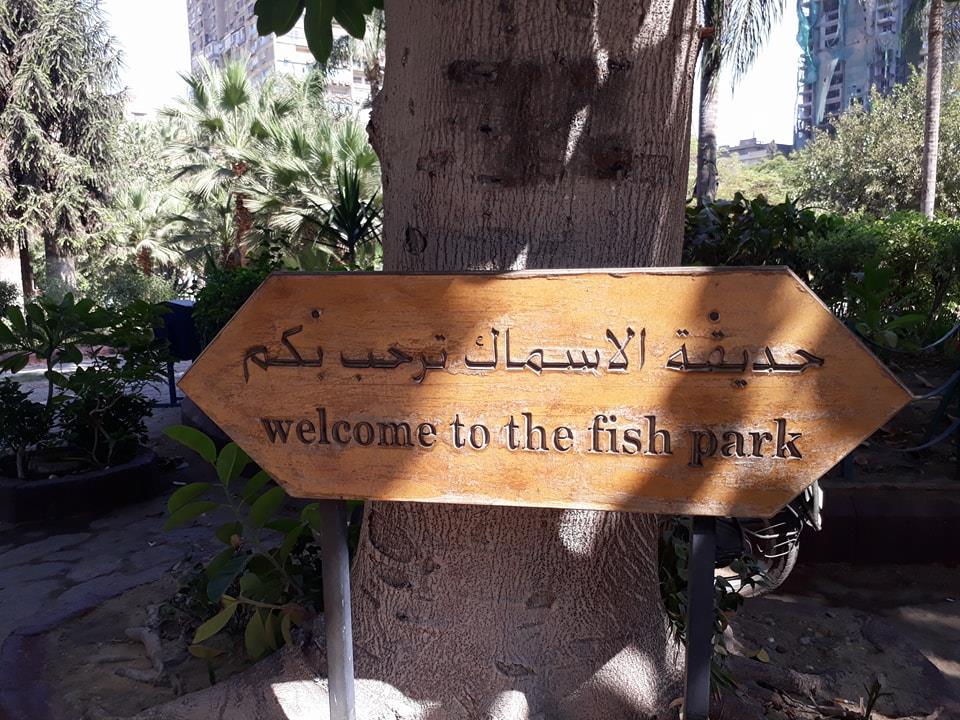 حديقة الاسماك ترحب بكم
welcome to the fish park